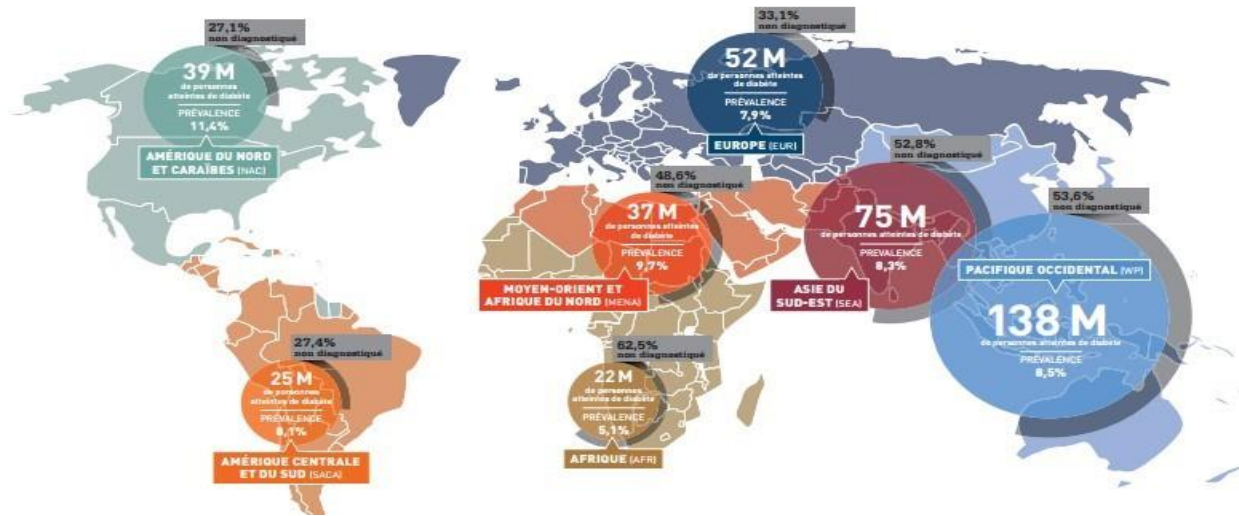 27,1%
non diagnostiqué
39 M
de personnes atteintes
de diabète
PRÉVALENCE
11,4%
AMÉRIQUE DU NORD
ET CARAÏBES (NAC)
33,1%
non diagnostiqué
52 M
de personnes atteintes
de diabète
PRÉVALENCE
7,9%
EUROPE (EUR)
48,6%
non diagnostiqué
37 M
de personnes atteintes
de diabète
PRÉVALENCE
9,7%
MOYEN-ORIENT ET
AFRIQUE DU NORD (MENA)
52,8%
non diagnostiqué
75 M
de personnes atteintes de diabète
PRÉVALENCE
8,3%
ASIE DU
SUD-EST (SEA)
53,6%
non diagnostiqué
PACIFIQUE OCCIDENTAL (WP)
138 M
de personnes atteintes de diabète
PRÉVALENCE
8,5%
27,4%
non diagnostiqué
25 M
de personnes
atteintes de diabète
PRÉVALENCE
8,1%
AMÉRIQUE CENTRALE
ET DU SUD (SACA)
62,5%
non diagnostiqué
22 M
de personnes
atteintes de diabète
PRÉVALENCE
5,1%
AFRIQUE (AFR)